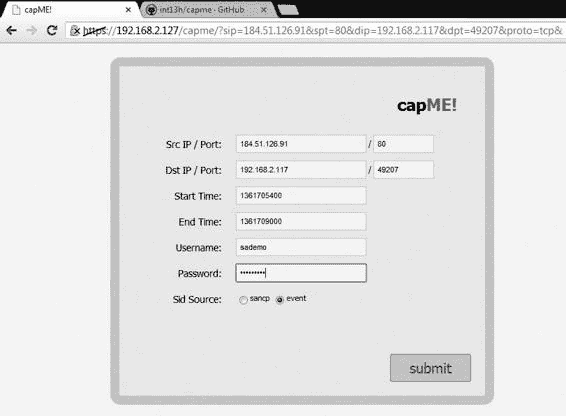 capME!
int13h/capme - GitHub
https://192.168.2.127/capme/?sip=184.51.126.91&spt=80&dip=192.168.2.117&dpt=49207&proto=tcp&
capME!
Src IP / Port: 184.51.126.91 / 80
Dst IP / Port: 192.168.2.117 / 49207
Start Time: 1361705400
End Time: 1361709000
Username: sademo
Password: •••••••••
Sid Source: sancp event
submit